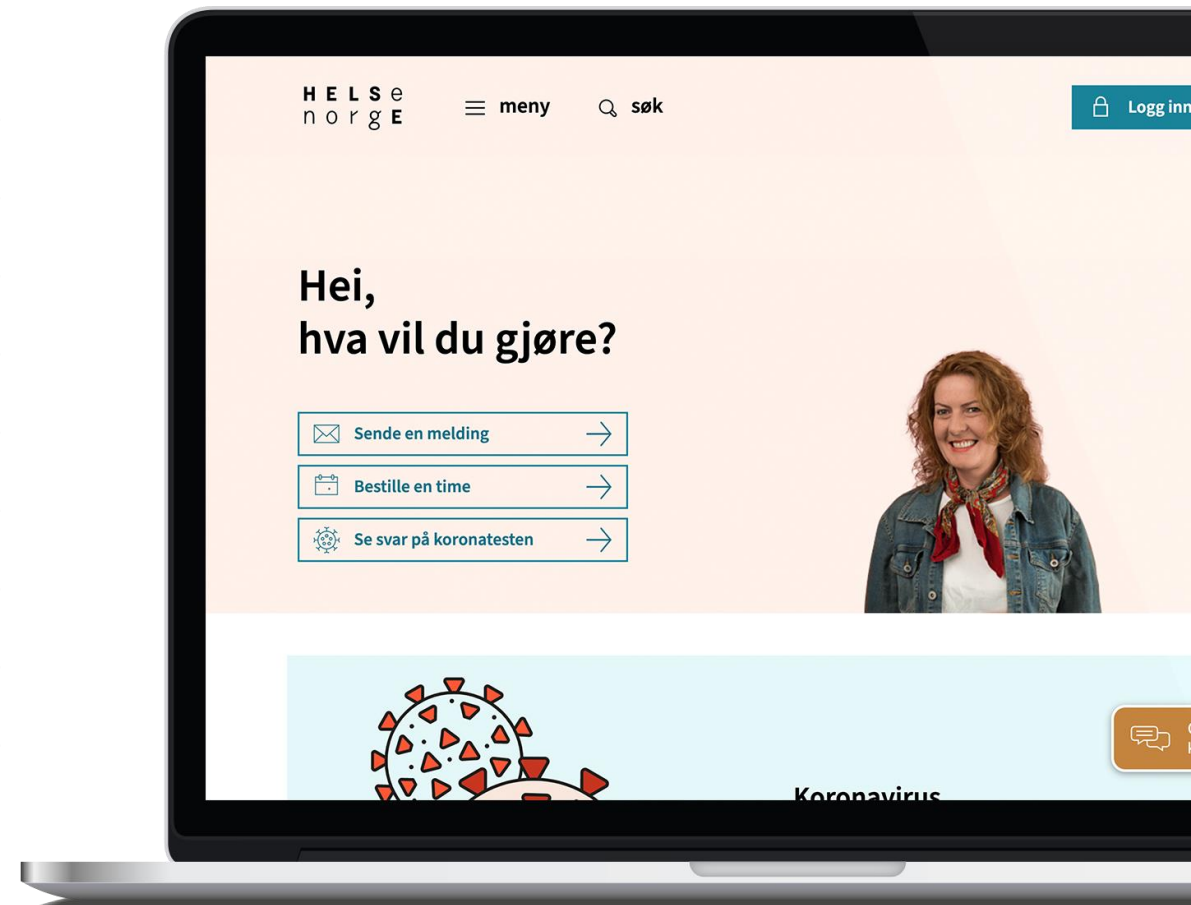 HELSe
norgE
meny
søk
Logg inn
Hei,
hva vil du gjøre?
Sende en melding
Bestille en time
Se svar på koronatesten
Koronavirus